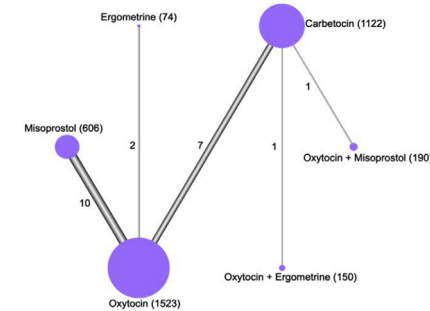 Ergometrine (74)
Carbetocin (1122)
Misoprostol (606)
1
2
7
1
Oxytocin + Misoprostol (190)
10
Oxytocin + Ergometrine (150)
Oxytocin (1523)